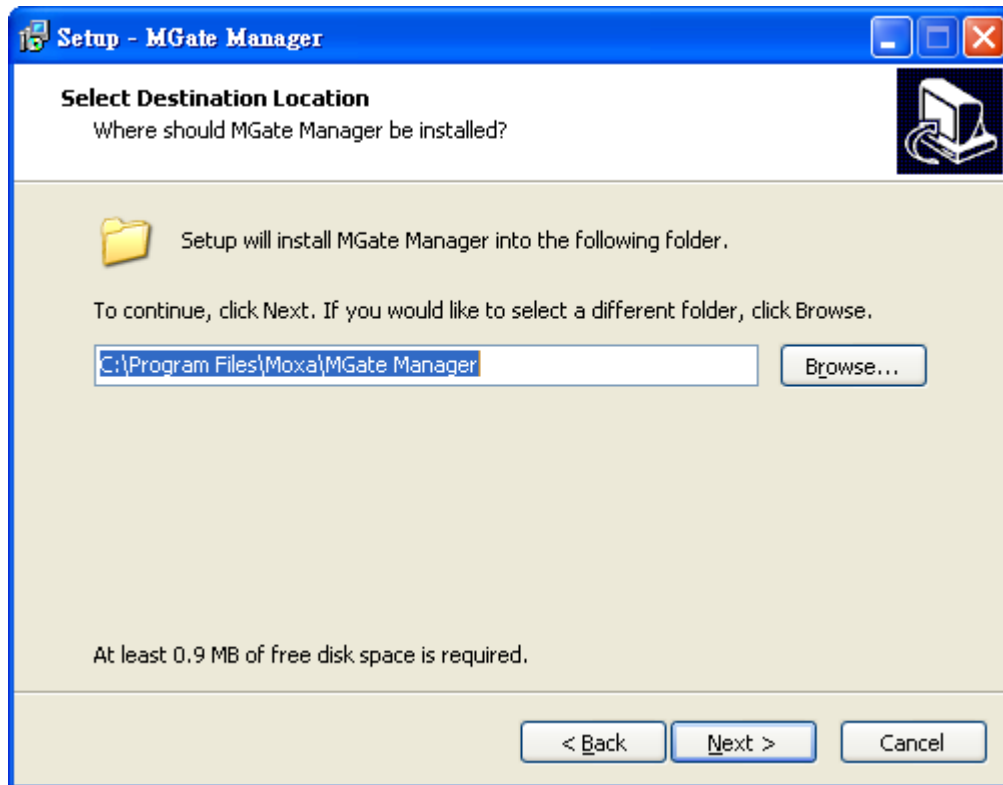 Setup - MGate Manager
Select Destination Location
Where should MGate Manager be installed?
Setup will install MGate Manager into the following folder.
To continue, click Next. If you would like to select a different folder, click Browse.
C:\Program Files\Moxa\MGate Manager
Browse...
At least 0.9 MB of free disk space is required.
< Back
Next >
Cancel